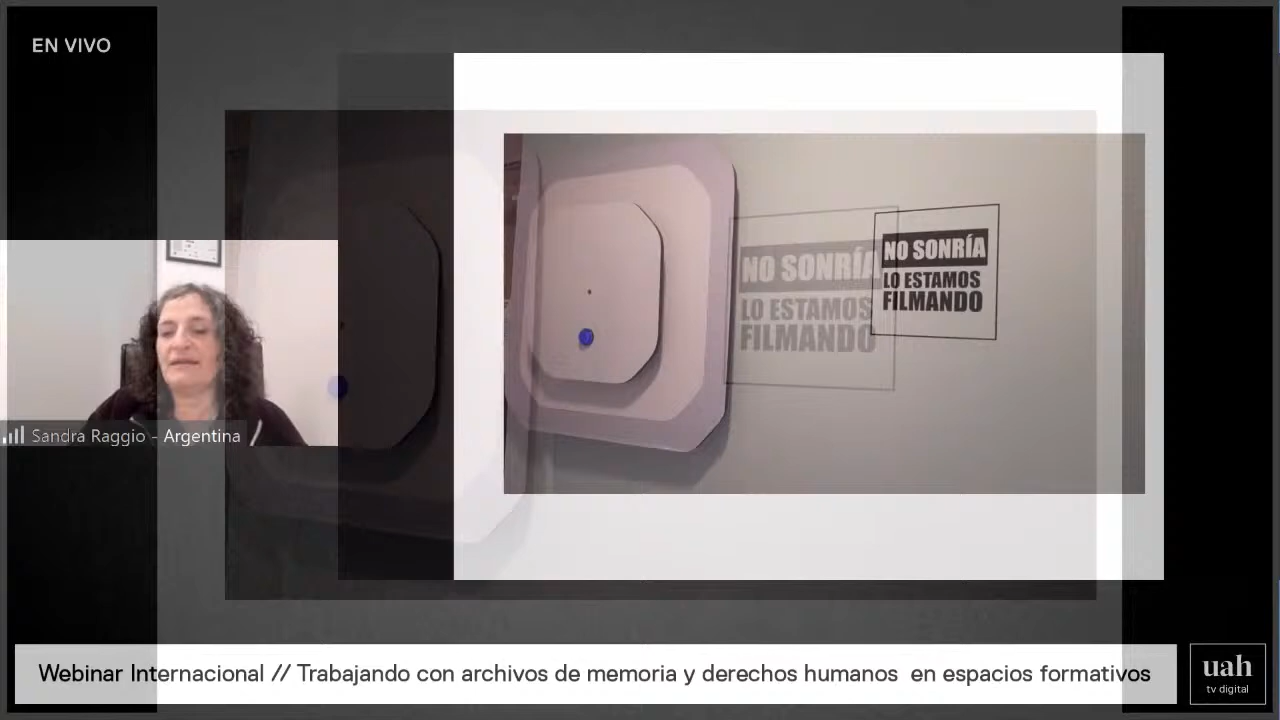 EN VIVO
NO SONRÍA
LO ESTAMOS
FILMANDO
NO SONRÍA
LO ESTAMOS
FILMANDO
Sandra Raggio - Argentina
Webinar Internacional // Trabajando con archivos de memoria y derechos humanos en espacios formativos
uah
tv digital